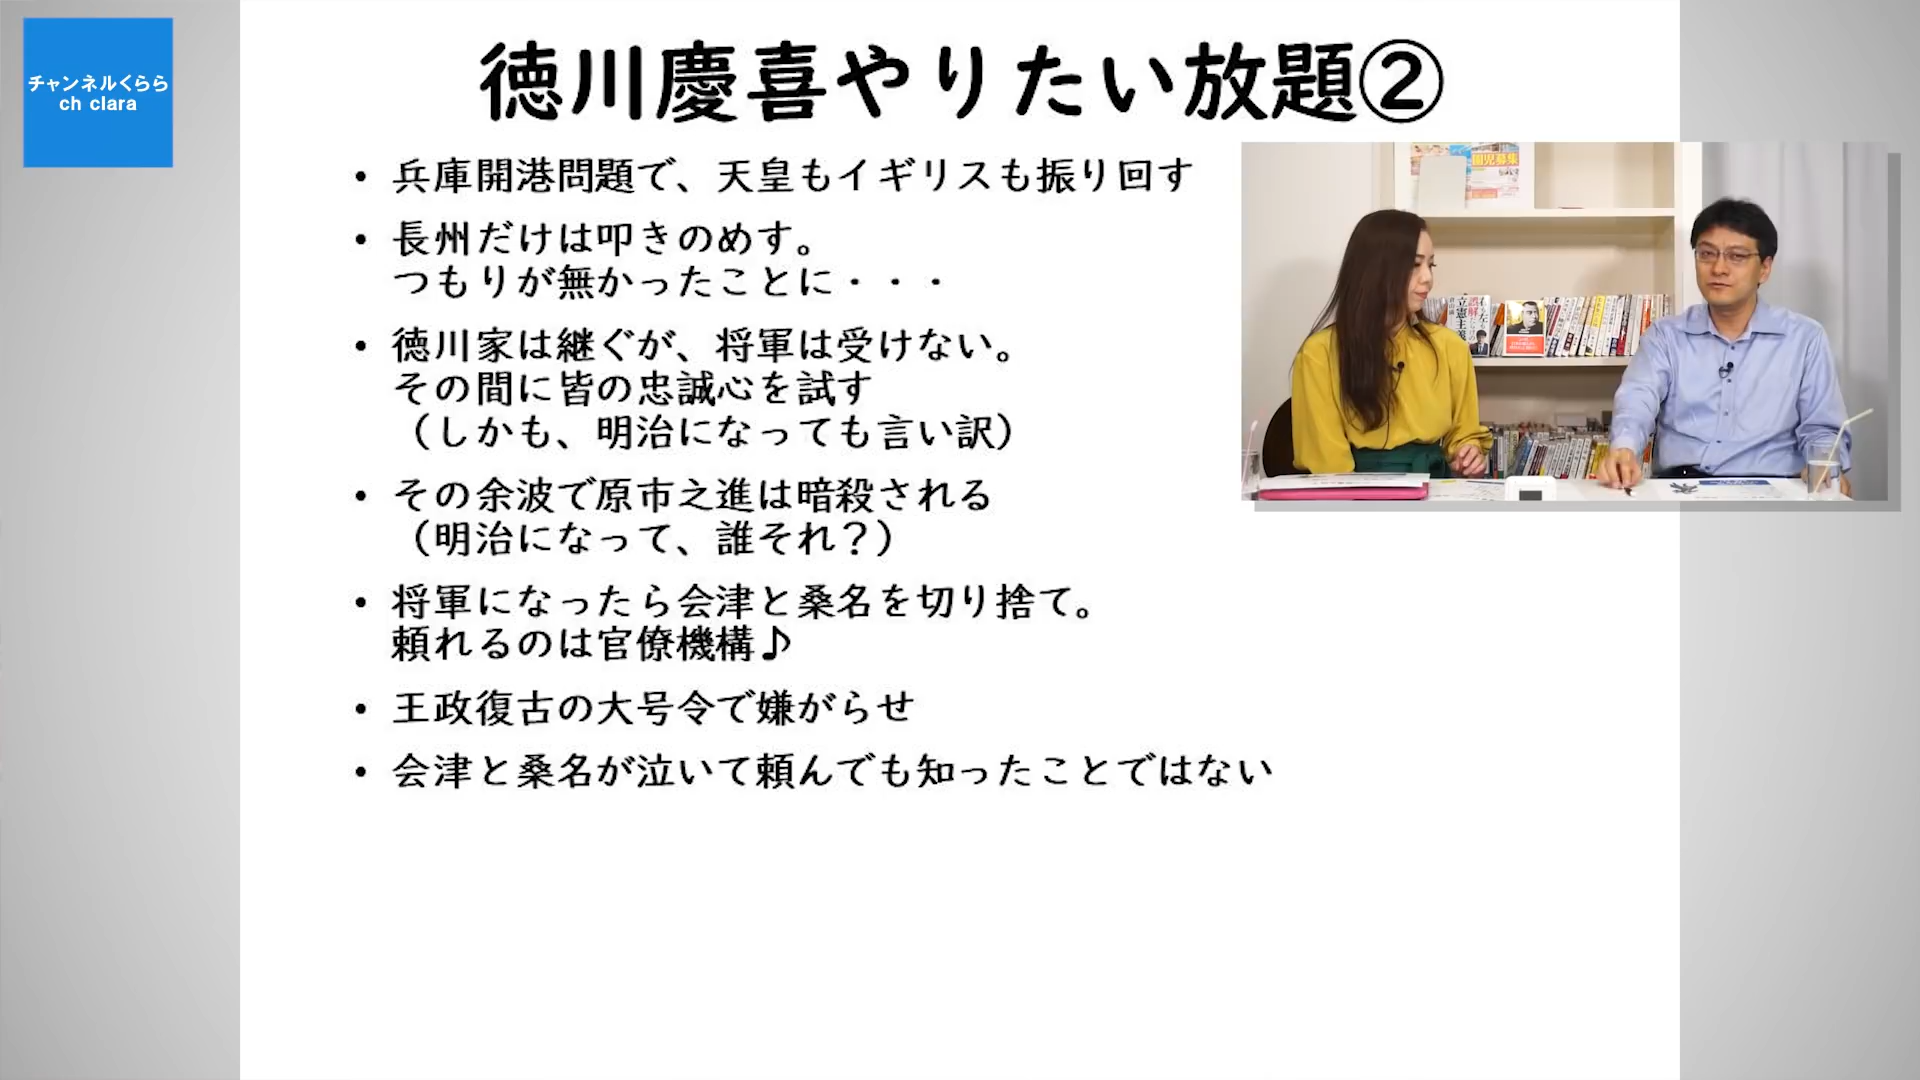 チャンネルくらら
ch clara
徳川慶喜やりたい放題②
• 兵庫開港問題で、天皇もイギリスも振り回す
• 長州だけは叩きのめす。
つもりが無かったことに・・・
• 徳川家は継ぐが、将軍は受けない。
その間に皆の忠誠心を試す
（しかも、明治になっても言い訳）
• その余波で原市之進は暗殺される
（明治になって、誰それ？）
• 将軍になったら会津と桑名を切り捨て。
頼れるのは官僚機構♪
• 王政復古の大号令で嫌がらせ
• 会津と桑名が泣いて頼んでも知ったことではない
園児募集
立憲主義